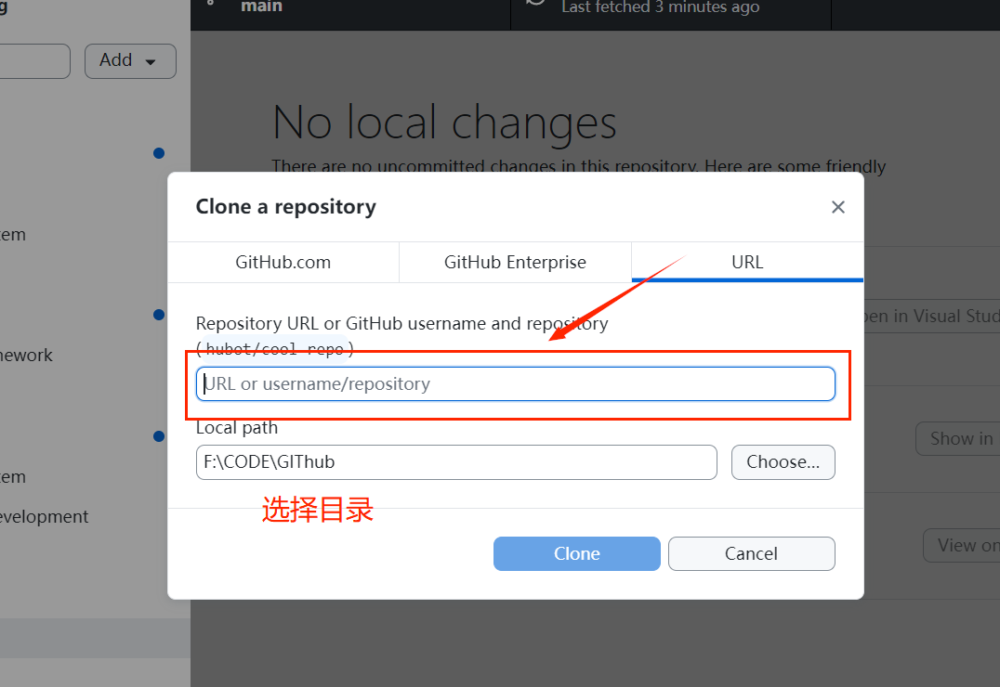 g
main
Last fetched 3 minutes ago
Add
No local changes
There are no uncommitted changes in this repository. Here are some friendly
Clone a repository
tem
GitHub.com
GitHub Enterprise
URL
Repository URL or GitHub username and repository
(hubot/cool-repo)
pen in Visual Stud
nework
URL or username/repository
Local path
Show in
F:\CODE\GIThub
Choose...
tem
选择目录
evelopment
Clone
Cancel
View on